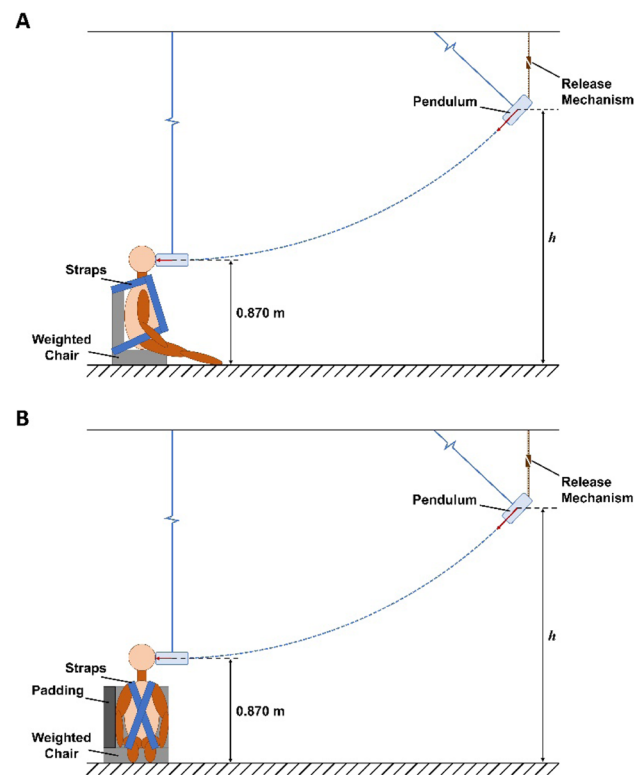 A
Release
Mechanism
Pendulum
h
Straps
0.870 m
Weighted
Chair
B
Release
Mechanism
Pendulum
h
Straps
Padding
0.870 m
Weighted
Chair